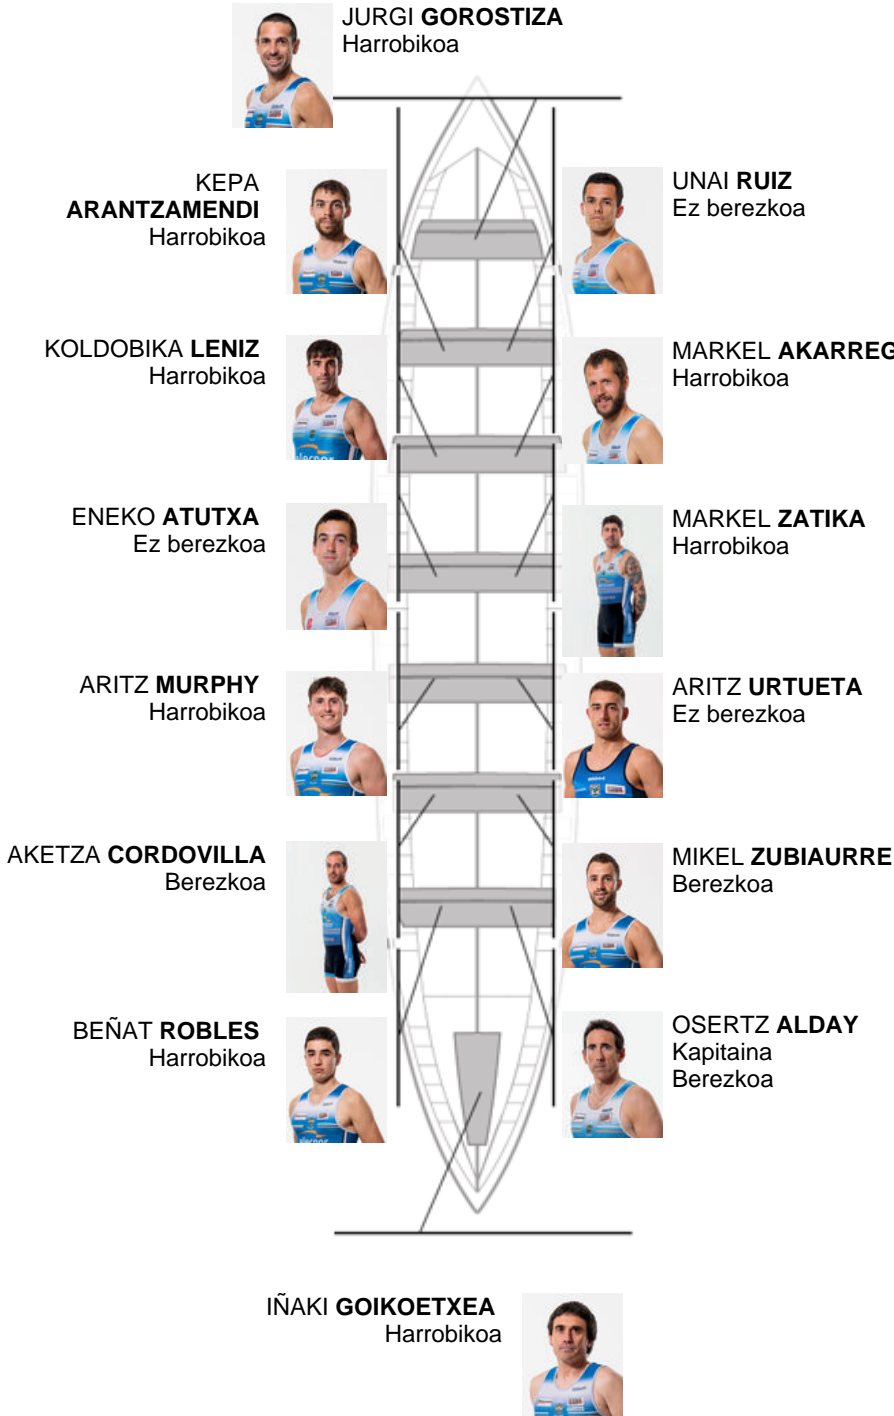 JURGI GOROSTIZA
Harrobikoa
KEPA
ARANTZAMENDI
Harrobikoa
UNAI RUIZ
Ez berezkoa
KOLDOBIKA LENIZ
Harrobikoa
MARKEL AKARREG
Harrobikoa
ENEKO ATUTXA
Ez berezkoa
MARKEL ZATIKA
Harrobikoa
ARITZ MURPHY
Harrobikoa
ARITZ URTUETA
Ez berezkoa
AKETZA CORDOVILLA
Berezkoa
MIKEL ZUBIAURRE
Berezkoa
BEÑAT ROBLES
Harrobikoa
OSERTZ ALDAY
Kapitaina
Berezkoa
IÑAKI GOIKOETXEA
Harrobikoa